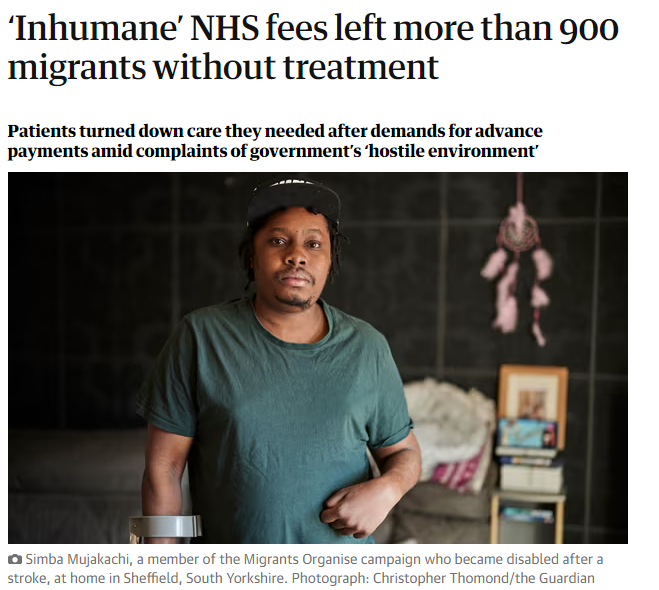 ‘Inhumane’ NHS fees left more than 900
migrants without treatment
Patients turned down care they needed after demands for advance
payments amid complaints of government’s ‘hostile environment’
Simba Mujakachi, a member of the Migrants Organise campaign who became disabled after a
stroke, at home in Sheffield, South Yorkshire. Photograph: Christopher Thomond/the Guardian